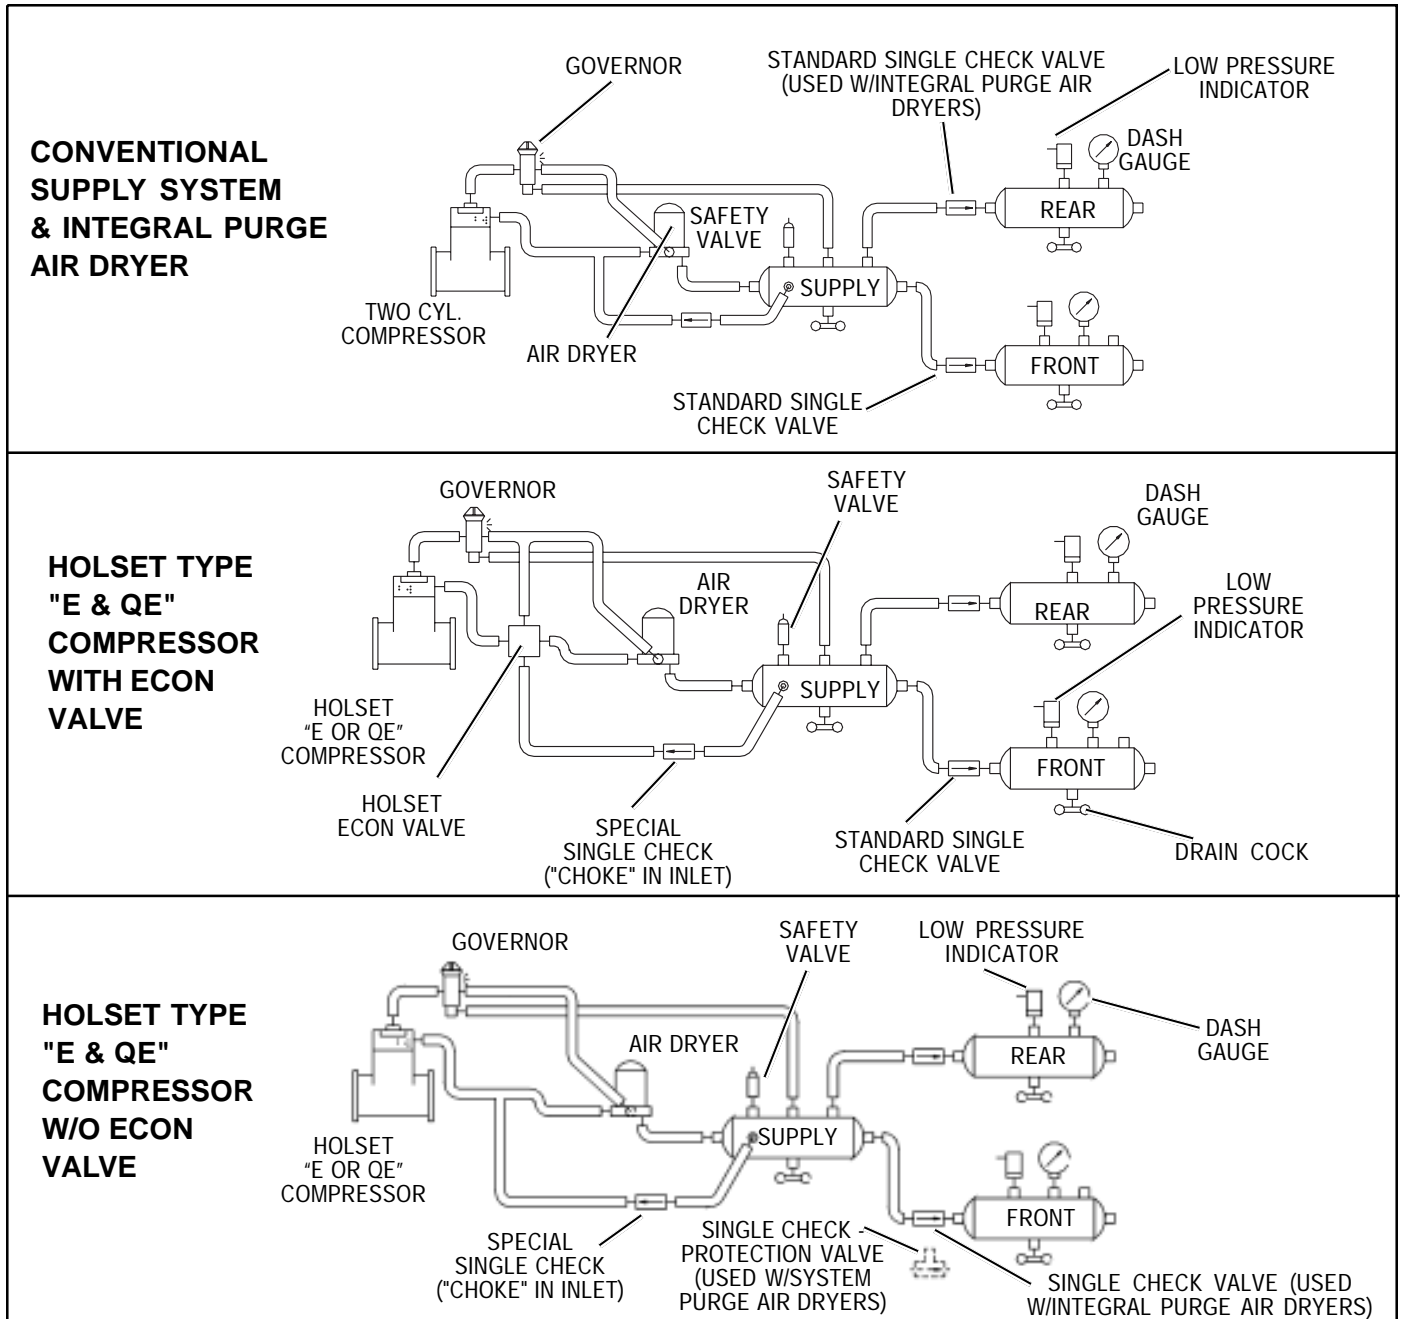 CONVENTIONAL
SUPPLY SYSTEM
& INTEGRAL PURGE
AIR DRYER
GOVERNOR
STANDARD SINGLE CHECK VALVE
(USED W/INTEGRAL PURGE AIR
DRYERS)
LOW PRESSURE
INDICATOR
DASH
GAUGE
REAR
SAFETY
VALVE
SUPPLY
TWO CYL.
COMPRESSOR
AIR DRYER
FRONT
STANDARD SINGLE
CHECK VALVE
HOLSET TYPE
"E & QE"
COMPRESSOR
WITH ECON
VALVE
GOVERNOR
SAFETY
VALVE
DASH
GAUGE
AIR
DRYER
REAR
LOW
PRESSURE
INDICATOR
SUPPLY
HOLSET
“E OR QE”
COMPRESSOR
FRONT
HOLSET
ECON VALVE
SPECIAL
SINGLE CHECK
("CHOKE" IN INLET)
STANDARD SINGLE
CHECK VALVE
DRAIN COCK
HOLSET TYPE
"E & QE"
COMPRESSOR
W/O ECON
VALVE
GOVERNOR
SAFETY
VALVE
LOW PRESSURE
INDICATOR
DASH
GAUGE
AIR DRYER
REAR
SUPPLY
HOLSET
“E OR QE”
COMPRESSOR
FRONT
SPECIAL
SINGLE CHECK
("CHOKE" IN INLET)
SINGLE CHECK -
PROTECTION VALVE
(USED W/SYSTEM
PURGE AIR DRYERS)
SINGLE CHECK VALVE (USED
W/INTEGRAL PURGE AIR DRYERS)